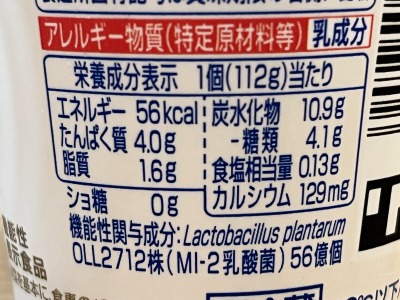 アレルギー物質(特定原材料等) 乳成分
栄養成分表示 1個(112g)当たり
エネルギー 56kcal
たんぱく質 4.0g
脂質 1.6g
ショ糖 0g
炭水化物 10.9g
-糖類 4.1g
食塩相当量 0.13g
カルシウム 129mg
機能性関与成分:Lactobacillus plantarum
OLL2712株(MI-2乳酸菌) 56億個